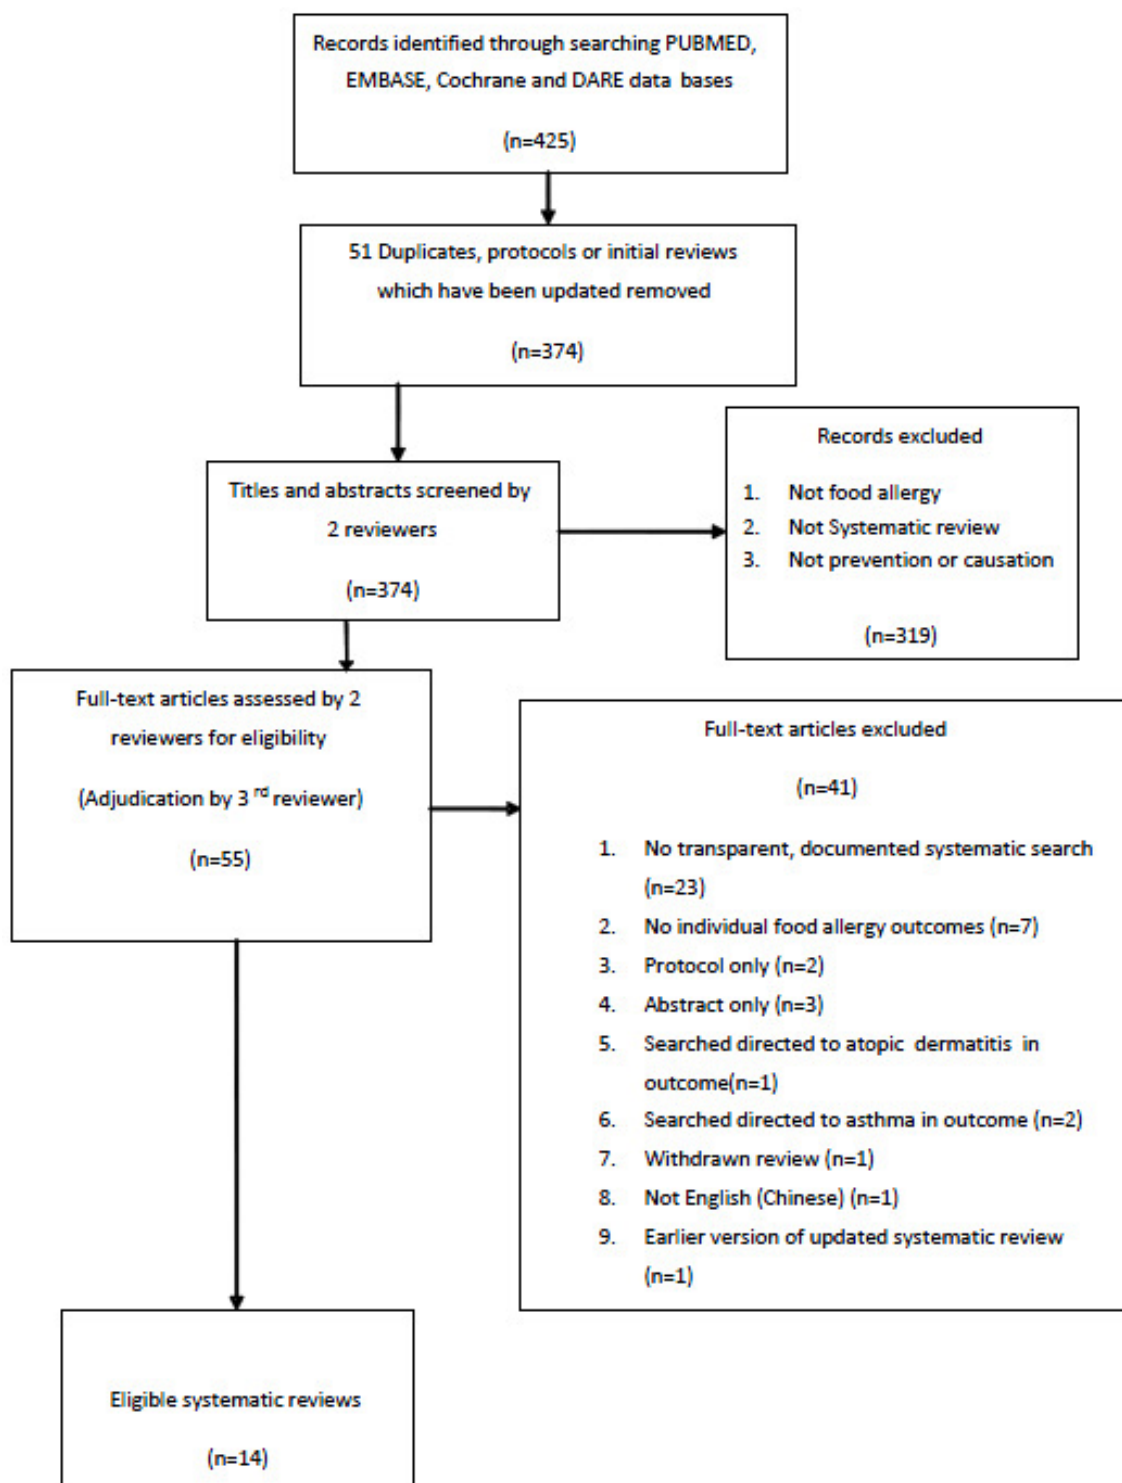 Records identified through searching PUBMED,
EMBASE, Cochrane and DARE data bases
(n=425)
51 Duplicates, protocols or initial reviews
which have been updated removed
(n=374)
Titles and abstracts screened by
2 reviewers
(n=374)
Records excluded
1. Not food allergy
2. Not Systematic review
3. Not prevention or causation
(n=319)
Full-text articles assessed by 2
reviewers for eligibility
(Adjudication by 3 rd reviewer)
(n=55)
Full-text articles excluded
(n=41)
1. No transparent, documented systematic search
(n=23)
2. No individual food allergy outcomes (n=7)
3. Protocol only (n=2)
4. Abstract only (n=3)
5. Searched directed to atopic dermatitis in
outcome(n=1)
6. Searched directed to asthma in outcome (n=2)
7. Withdrawn review (n=1)
8. Not English (Chinese) (n=1)
9. Earlier version of updated systematic review
(n=1)
Eligible systematic reviews
(n=14)